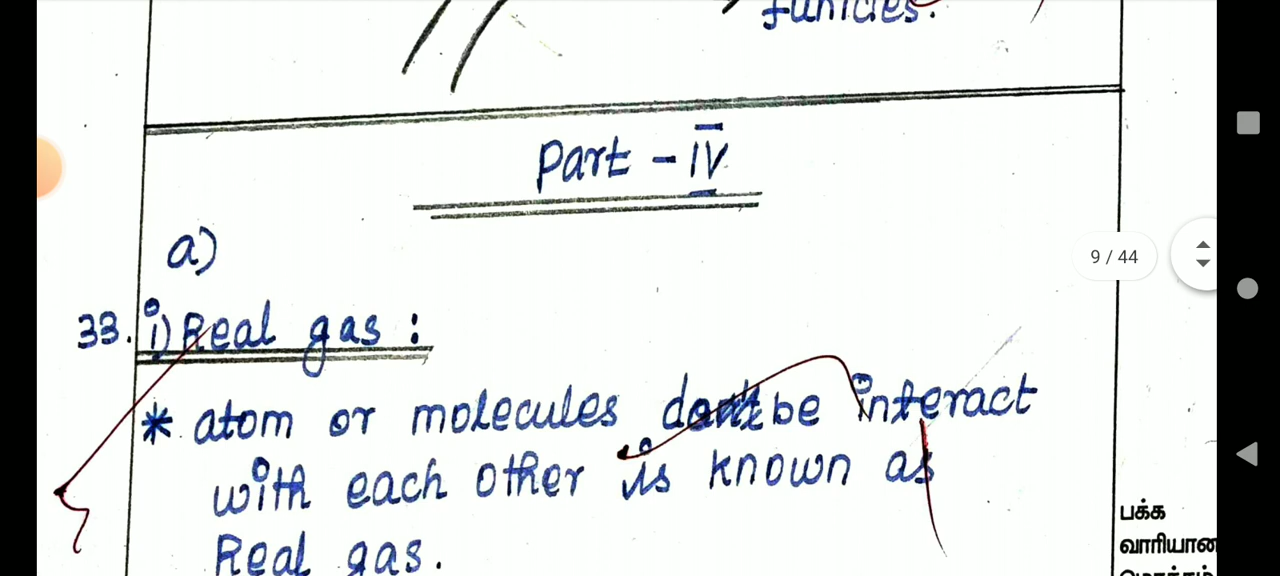 funicles.
Part - IV
a)
33. i) Real gas :
* atom or molecules be interact
with each other is known as
Real gas.
9 / 44
பக்க
வாரியான